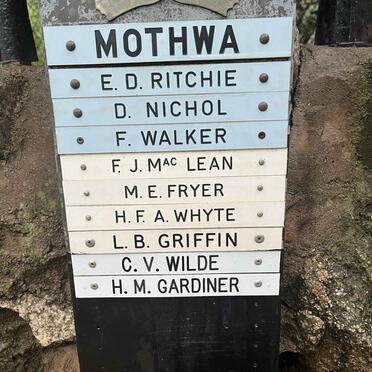 MOTHWA
E. D. RITCHIE
D. NICHOL
F. WALKER
F. J. MAC LEAN
M. E. FRYER
H. F. A. WHYTE
L. B. GRIFFIN
C. V. WILDE
H. M. GARDINER